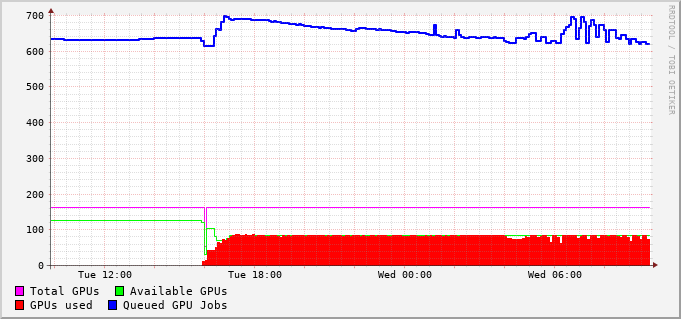 700
600
500
400
300
200
100
0
Tue 12:00 Tue 18:00 Wed 00:00 Wed 06:00
Total GPUs Available GPUs
GPUs used Queued GPU Jobs
RRDTOOL / TOBI OETIKER